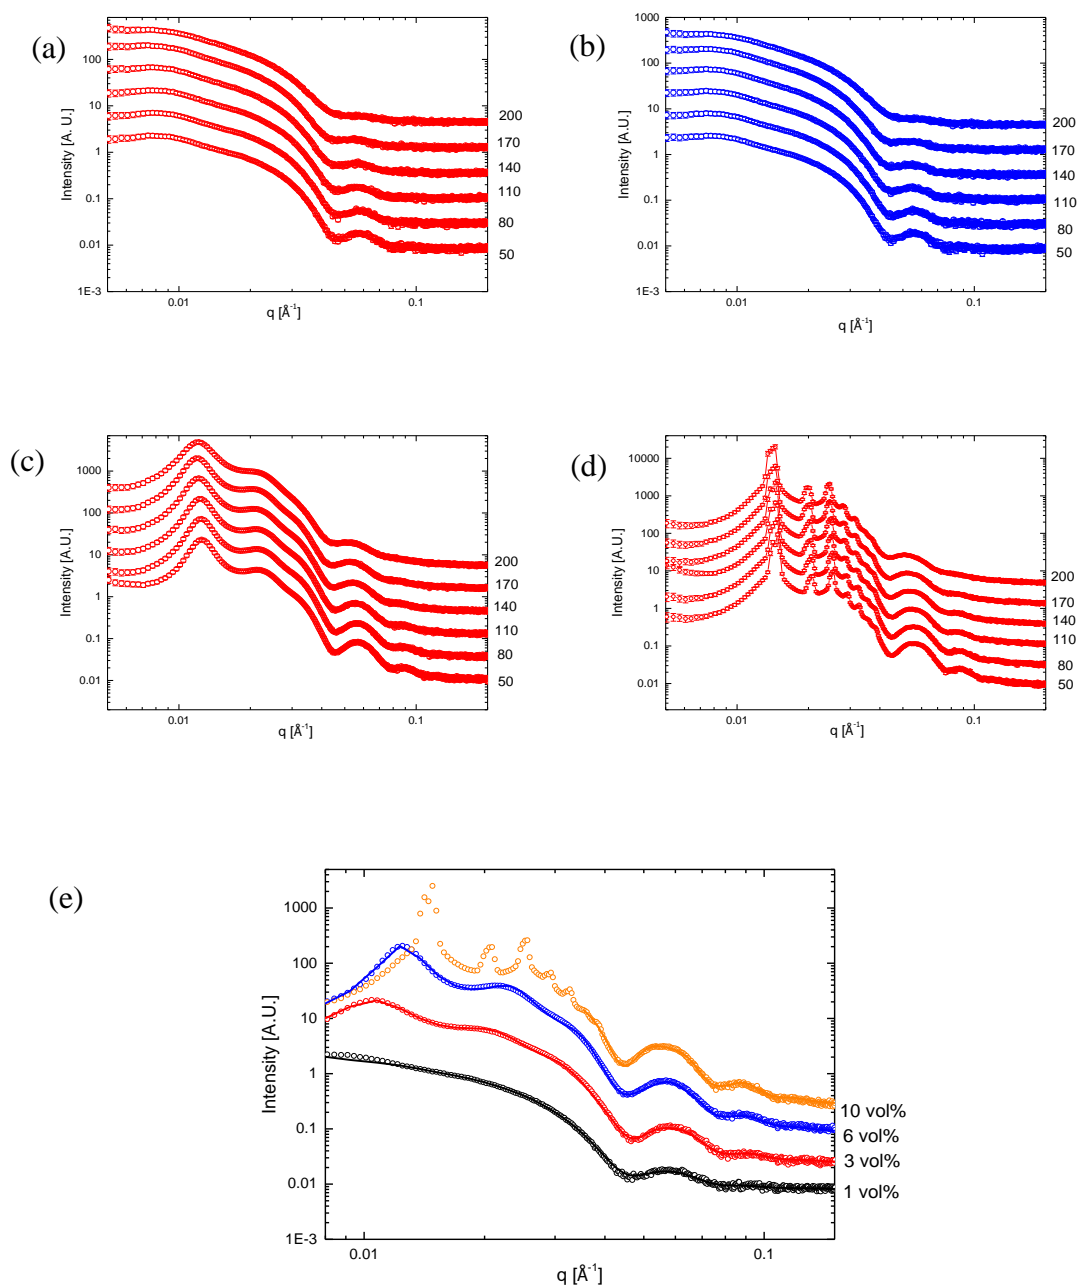 (a)
Intensity [A. U.]
100
10
1
0.1
0.01
1E-3
0.01
0.1
q [Å⁻¹]
200
170
140
110
80
50
(b)
Intensity [A.U.]
1000
100
10
1
0.1
0.01
1E-3
0.01
0.1
q [Å⁻¹]
200
170
140
110
80
50
(c)
Intensity [A.U.]
1000
100
10
1
0.1
0.01
0.01
0.1
q [Å⁻¹]
200
170
140
110
80
50
(d)
Intensity [A.U.]
10000
1000
100
10
1
0.1
0.01
0.01
0.1
q [Å⁻¹]
200
170
140
110
80
50
(e)
Intensity [A.U.]
1000
100
10
1
0.1
0.01
1E-3
0.01
0.1
q [Å⁻¹]
10 vol%
6 vol%
3 vol%
1 vol%